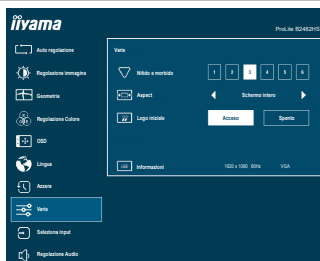 iiyama
ProLite B2482HS
Auto regolazione
Regolazione immagine
Geometria
Regolazione Colore
OSD
Lingua
Azzera
Varie
Seleziona input
Regolazione Audio
Varie
Nitido e morbido
1 2 3 4 5 6
Aspect
Schermo intero
Logo iniziale
Acceso
Spento
Informazioni
1920 x 1080 60Hz
VGA